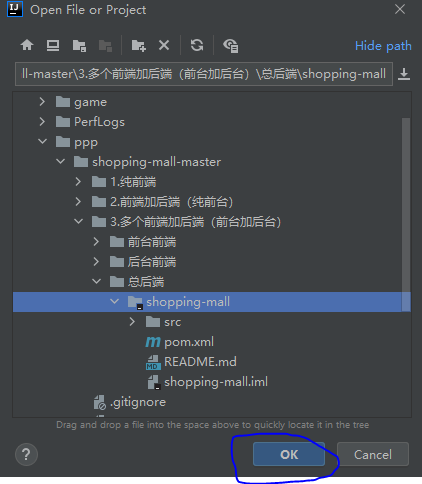 Open File or Project
Hide path
ll-master\3.多个前端加后端（前台加后台）\总后端\shopping-mall
game
PerfLogs
ppp
shopping-mall-master
1.纯前端
2.前端加后端（纯前台）
3.多个前端加后端（前台加后台）
前台前端
后台前端
总后端
shopping-mall
src
pom.xml
README.md
shopping-mall.iml
.gitignore
Drag and drop a file into the space above to quickly locate it in the tree
?
OK
Cancel